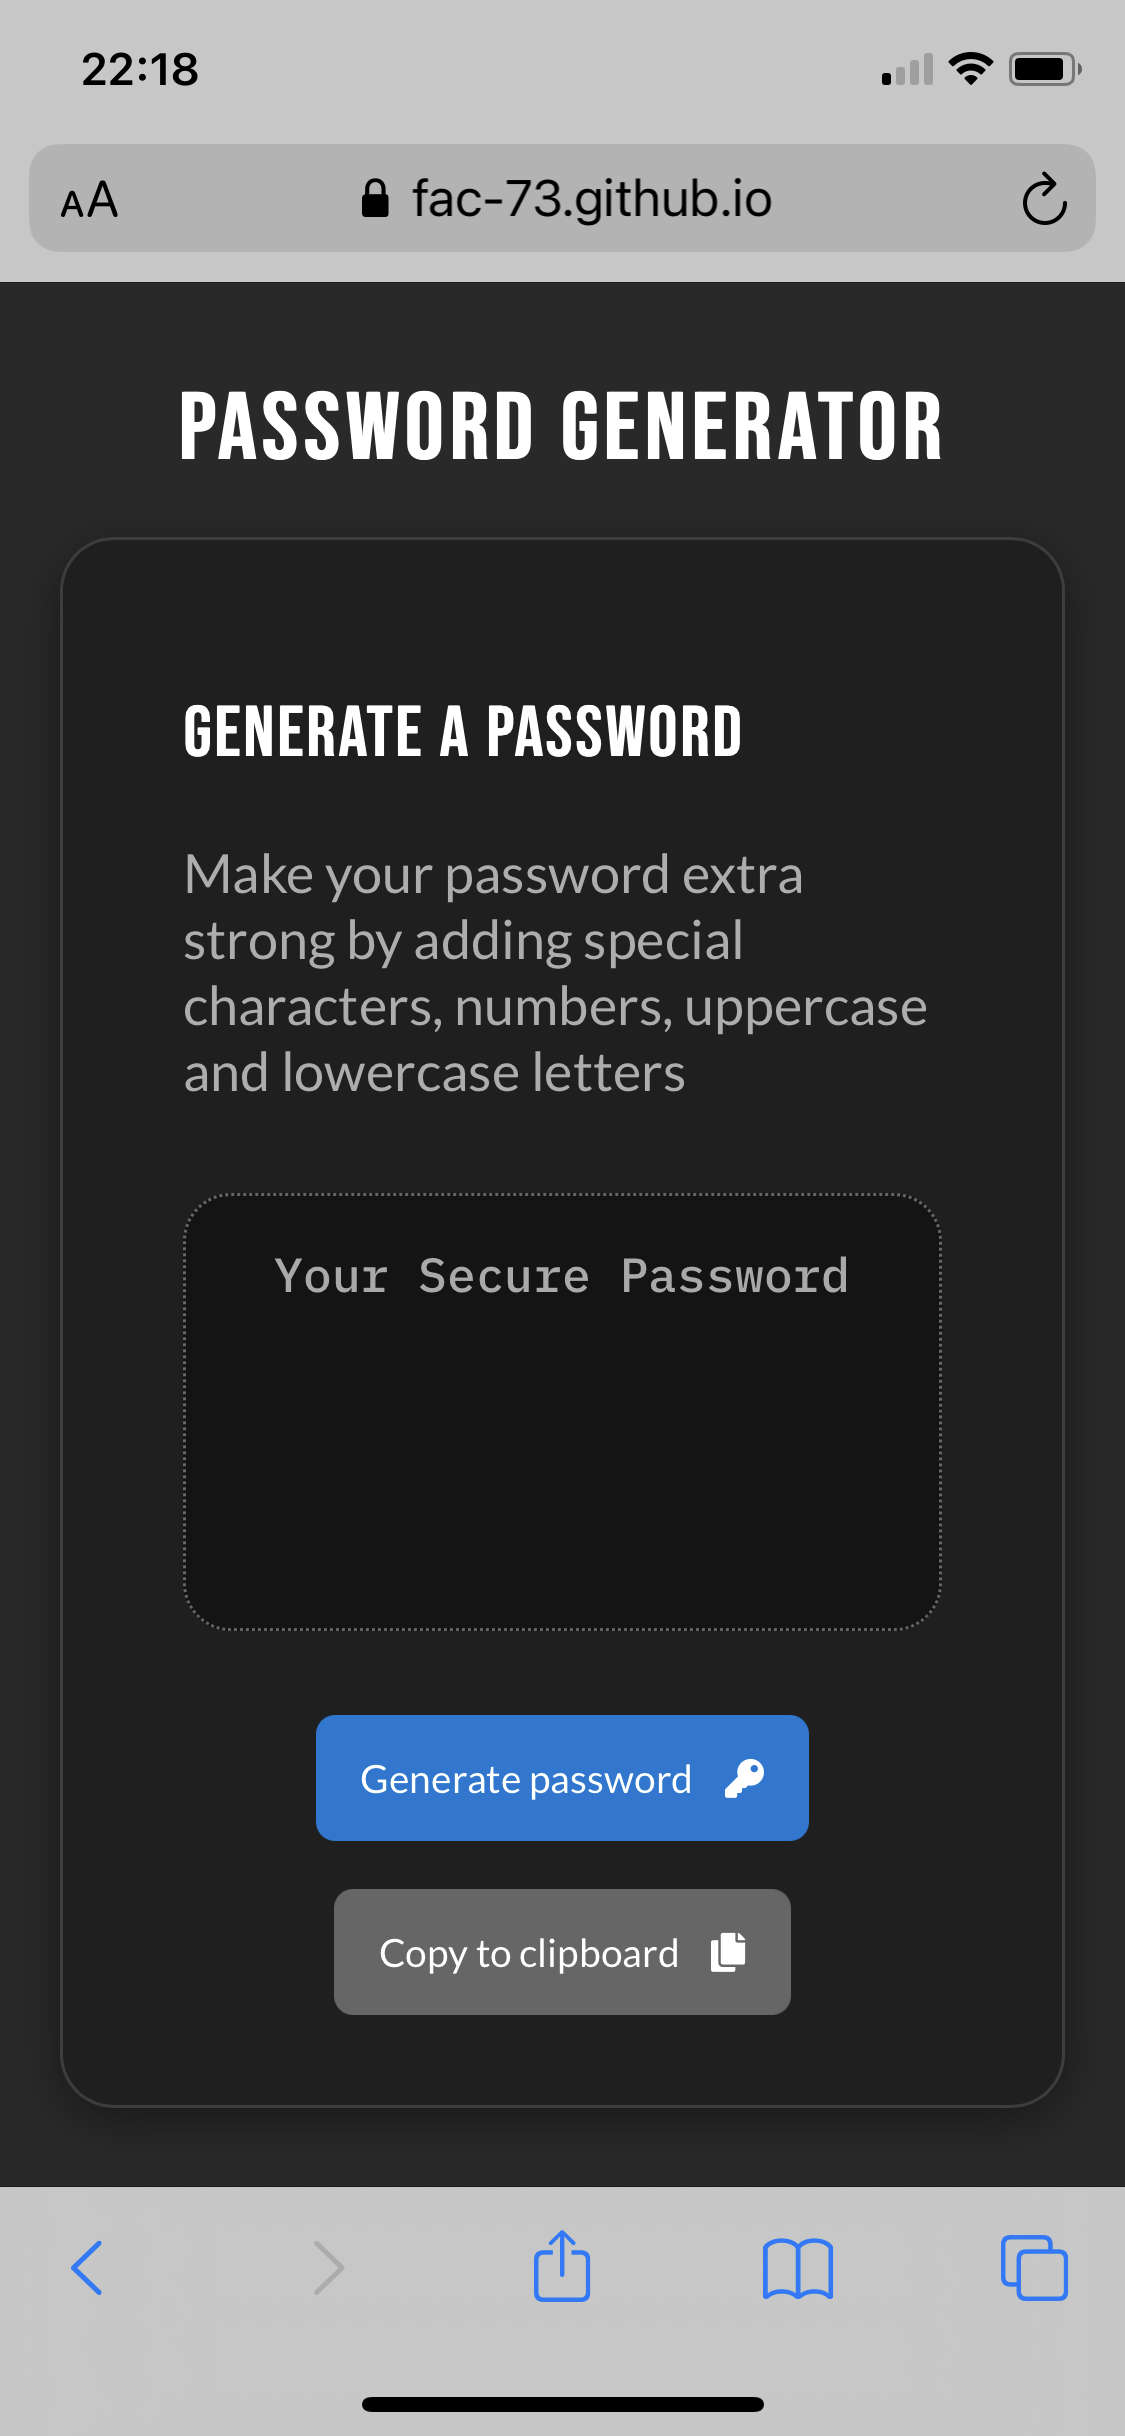 22:18
AA fac-73.github.io
PASSWORD GENERATOR
GENERATE A PASSWORD
Make your password extra
strong by adding special
characters, numbers, uppercase
and lowercase letters
Your Secure Password
Generate password
Copy to clipboard